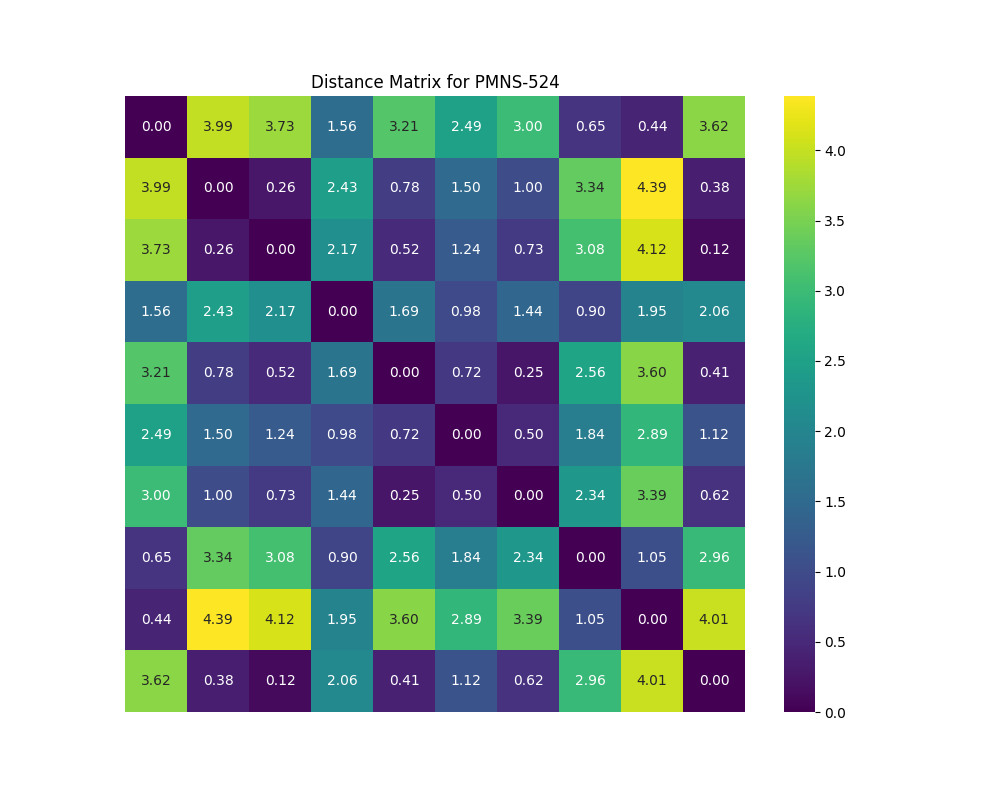 Distance Matrix for PMNS-524
0.00 3.99 3.73 1.56 3.21 2.49 3.00 0.65 0.44 3.62
3.99 0.00 0.26 2.43 0.78 1.50 1.00 3.34 4.39 0.38
3.73 0.26 0.00 2.17 0.52 1.24 0.73 3.08 4.12 0.12
1.56 2.43 2.17 0.00 1.69 0.98 1.44 0.90 1.95 2.06
3.21 0.78 0.52 1.69 0.00 0.72 0.25 2.56 3.60 0.41
2.49 1.50 1.24 0.98 0.72 0.00 0.50 1.84 2.89 1.12
3.00 1.00 0.73 1.44 0.25 0.50 0.00 2.34 3.39 0.62
0.65 3.34 3.08 0.90 2.56 1.84 2.34 0.00 1.05 2.96
0.44 4.39 4.12 1.95 3.60 2.89 3.39 1.05 0.00 4.01
3.62 0.38 0.12 2.06 0.41 1.12 0.62 2.96 4.01 0.00
4.0
3.5
3.0
2.5
2.0
1.5
1.0
0.5
0.0